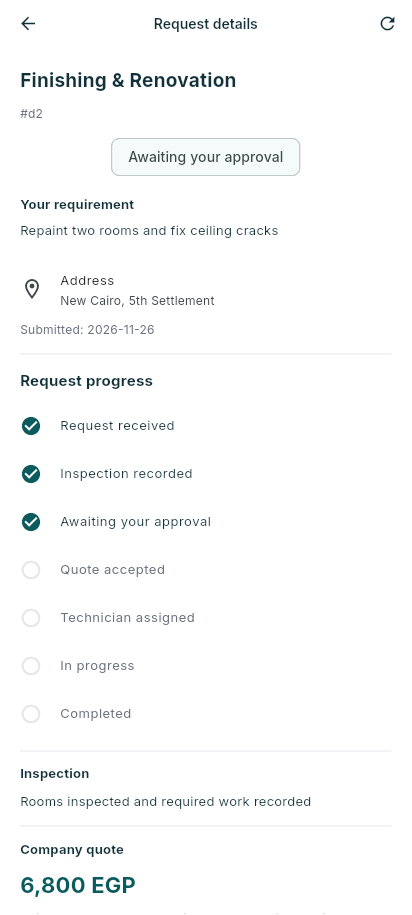 Request details
Finishing & Renovation
#d2
Awaiting your approval
Your requirement
Repaint two rooms and fix ceiling cracks
Address
New Cairo, 5th Settlement
Submitted: 2026-11-26
Request progress
Request received
Inspection recorded
Awaiting your approval
Quote accepted
Technician assigned
In progress
Completed
Inspection
Rooms inspected and required work recorded
Company quote
6,800 EGP